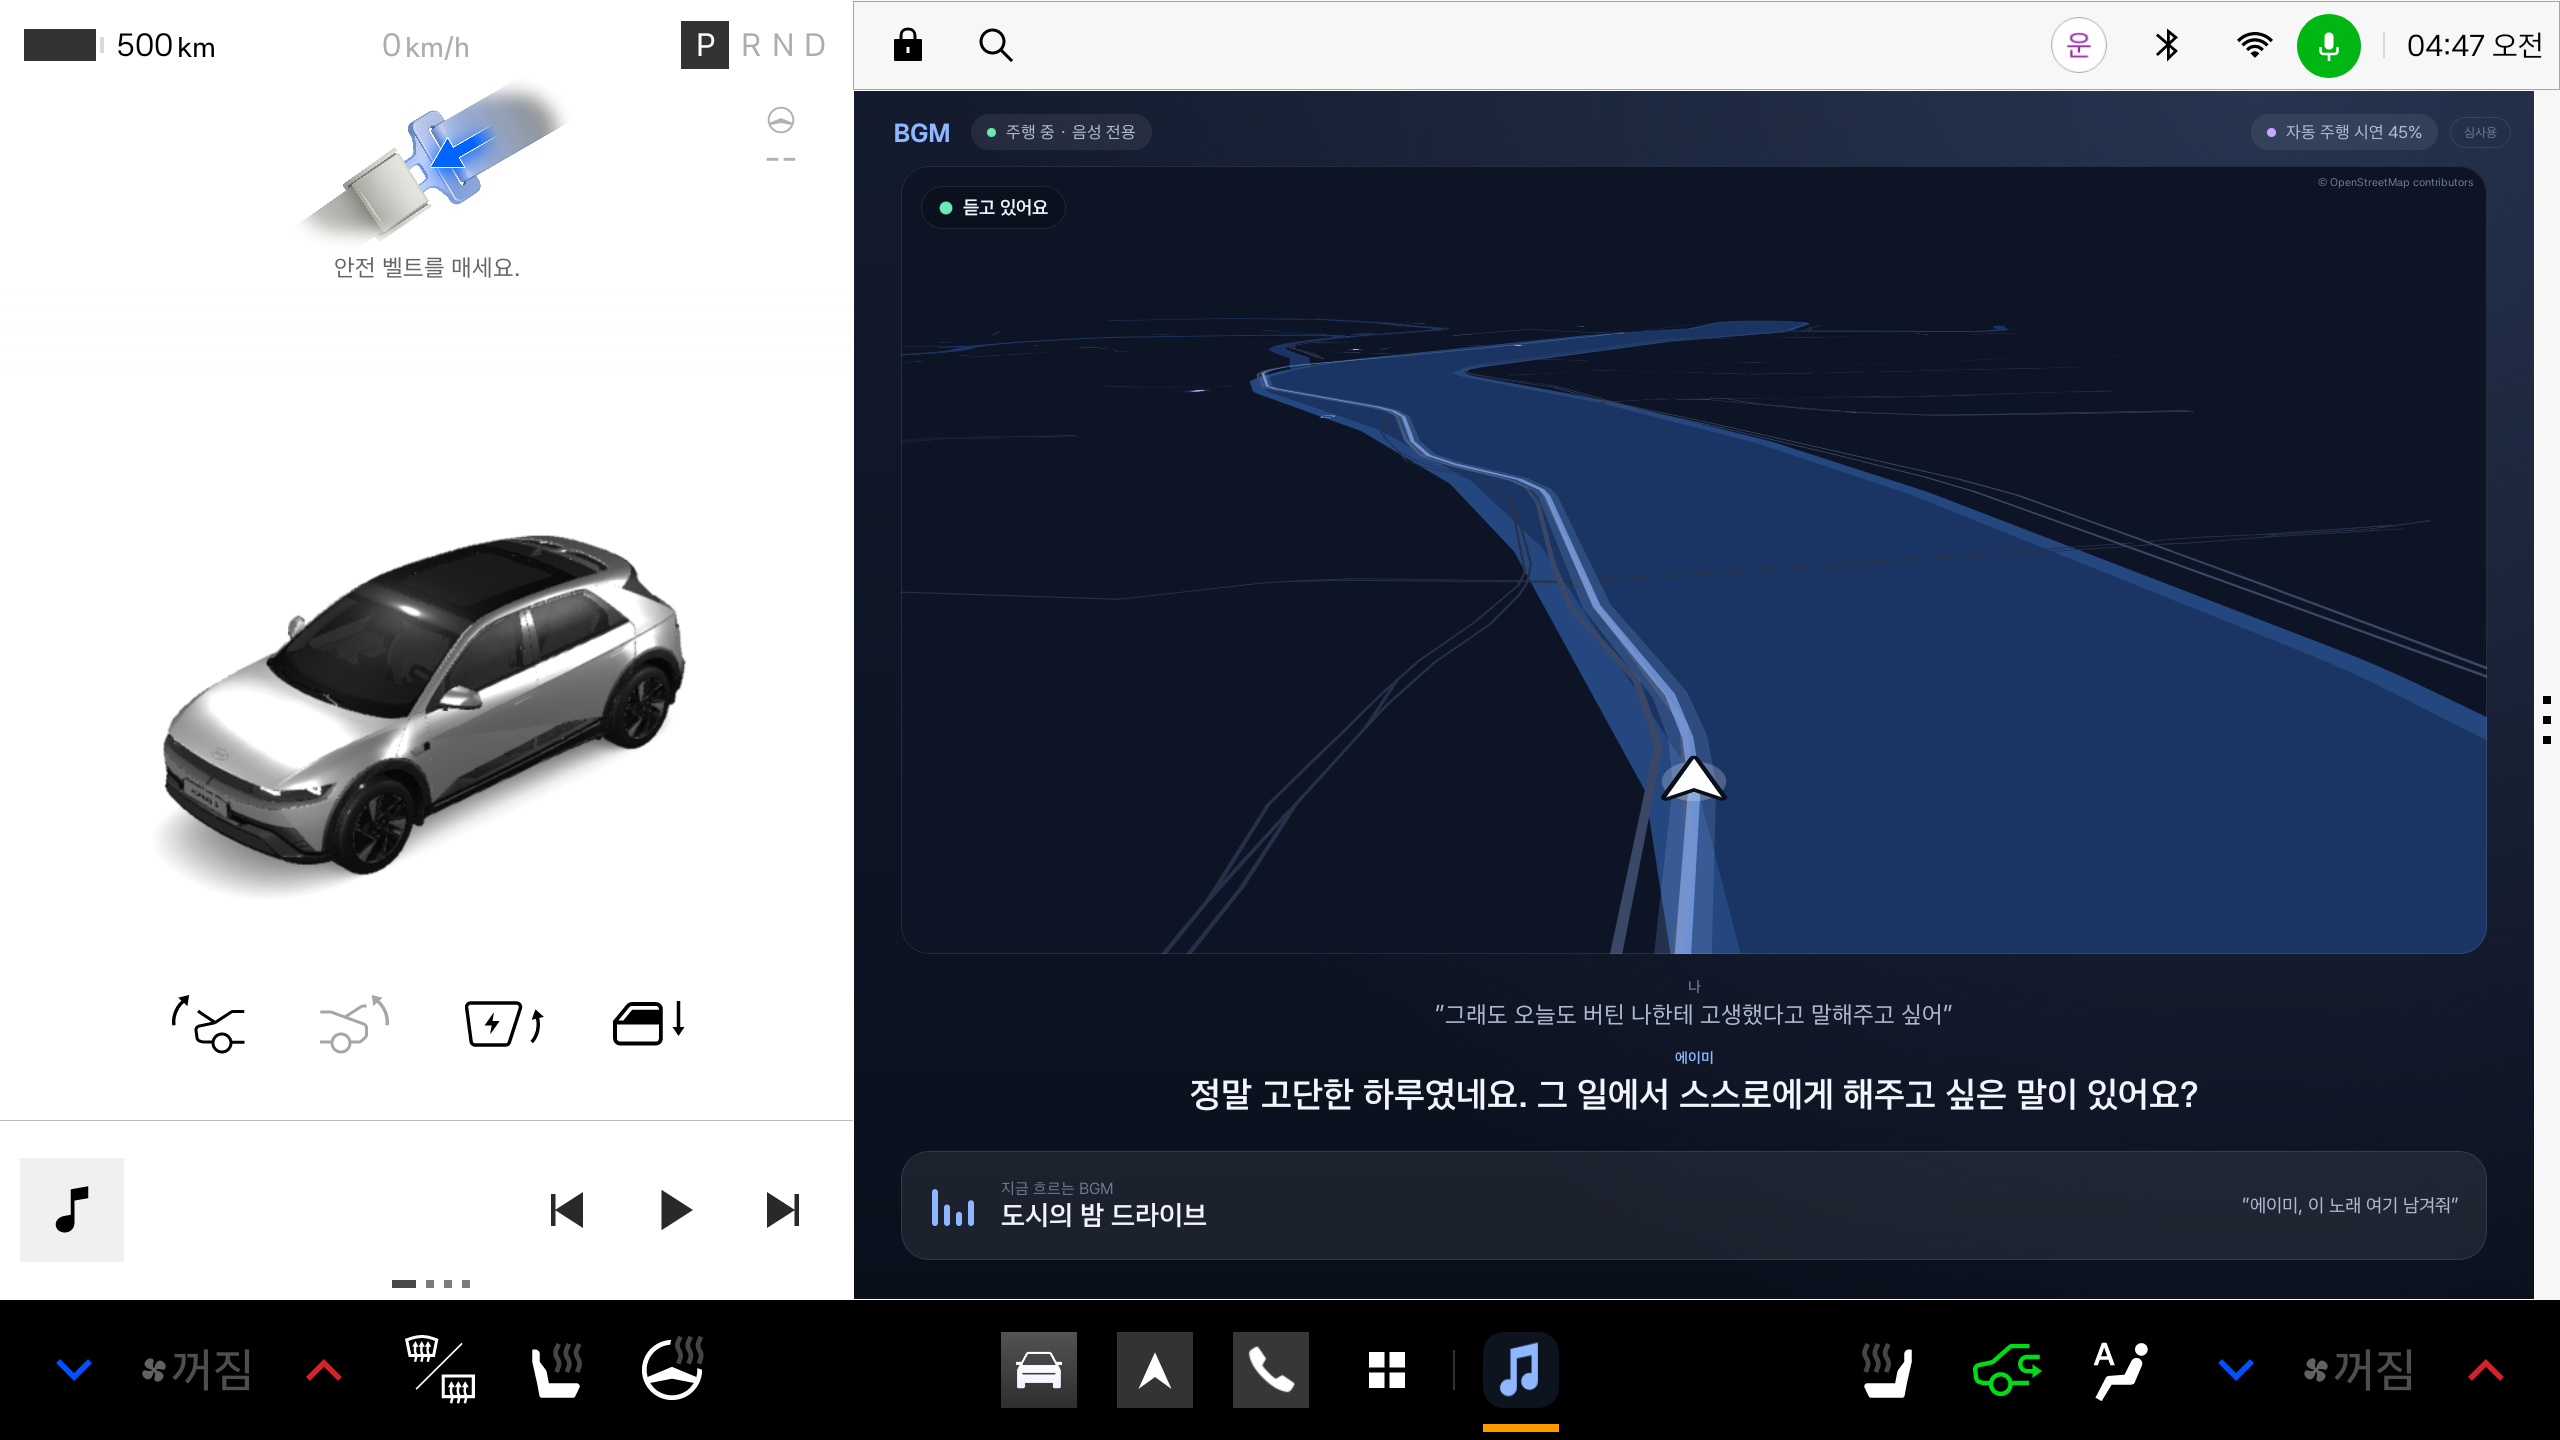 500 km
0 km/h
P R N D
운
04:47 오전
안전 벨트를 매세요.
BGM
주행 중 · 음성 전용
자동 주행 시연 45%
심사용
듣고 있어요
© OpenStreetMap contributors
나
"그래도 오늘도 버틴 나한테 고생했다고 말해주고 싶어"
에이미
정말 고단한 하루였네요. 그 일에서 스스로에게 해주고 싶은 말이 있어요?
지금 흐르는 BGM
도시의 밤 드라이브
"에이미, 이 노래 여기 남겨줘"
꺼짐
A
꺼짐